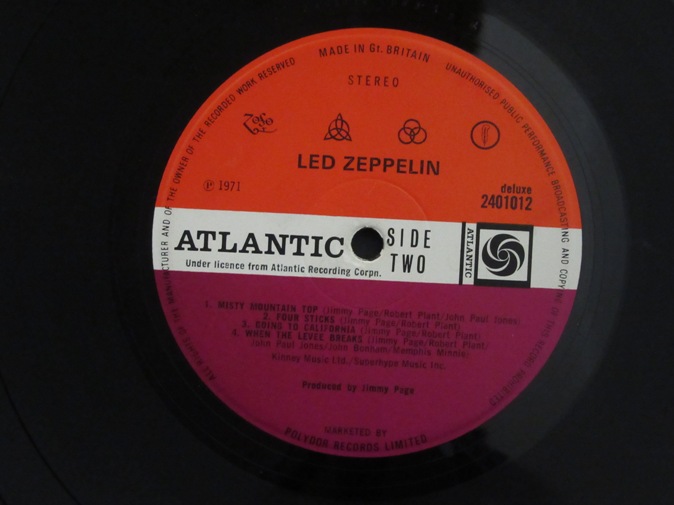 MADE IN Gt. BRITAIN
ALL RIGHTS OF THE MANUFACTURER AND OF THE OWNER OF THE RECORDED WORK RESERVED
UNAUTHORISED PUBLIC PERFORMANCE BROADCASTING AND COPYING OF THIS RECORD PROHIBITED
STEREO
LED ZEPPELIN
℗ 1971
deluxe
2401012
ATLANTIC
Under licence from Atlantic Recording Corpn.
SIDE
TWO
ATLANTIC
1. MISTY MOUNTAIN TOP (Jimmy Page/Robert Plant/John Paul Jones)
2. FOUR STICKS (Jimmy Page/Robert Plant)
3. GOING TO CALIFORNIA (Jimmy Page/Robert Plant)
4. WHEN THE LEVEE BREAKS (Jimmy Page/Robert Plant/
John Paul Jones/John Bonham/Memphis Minnie)
Kinney Music Ltd./Superhype Music Inc.
Produced by Jimmy Page
MARKETED BY
POLYDOR RECORDS LIMITED